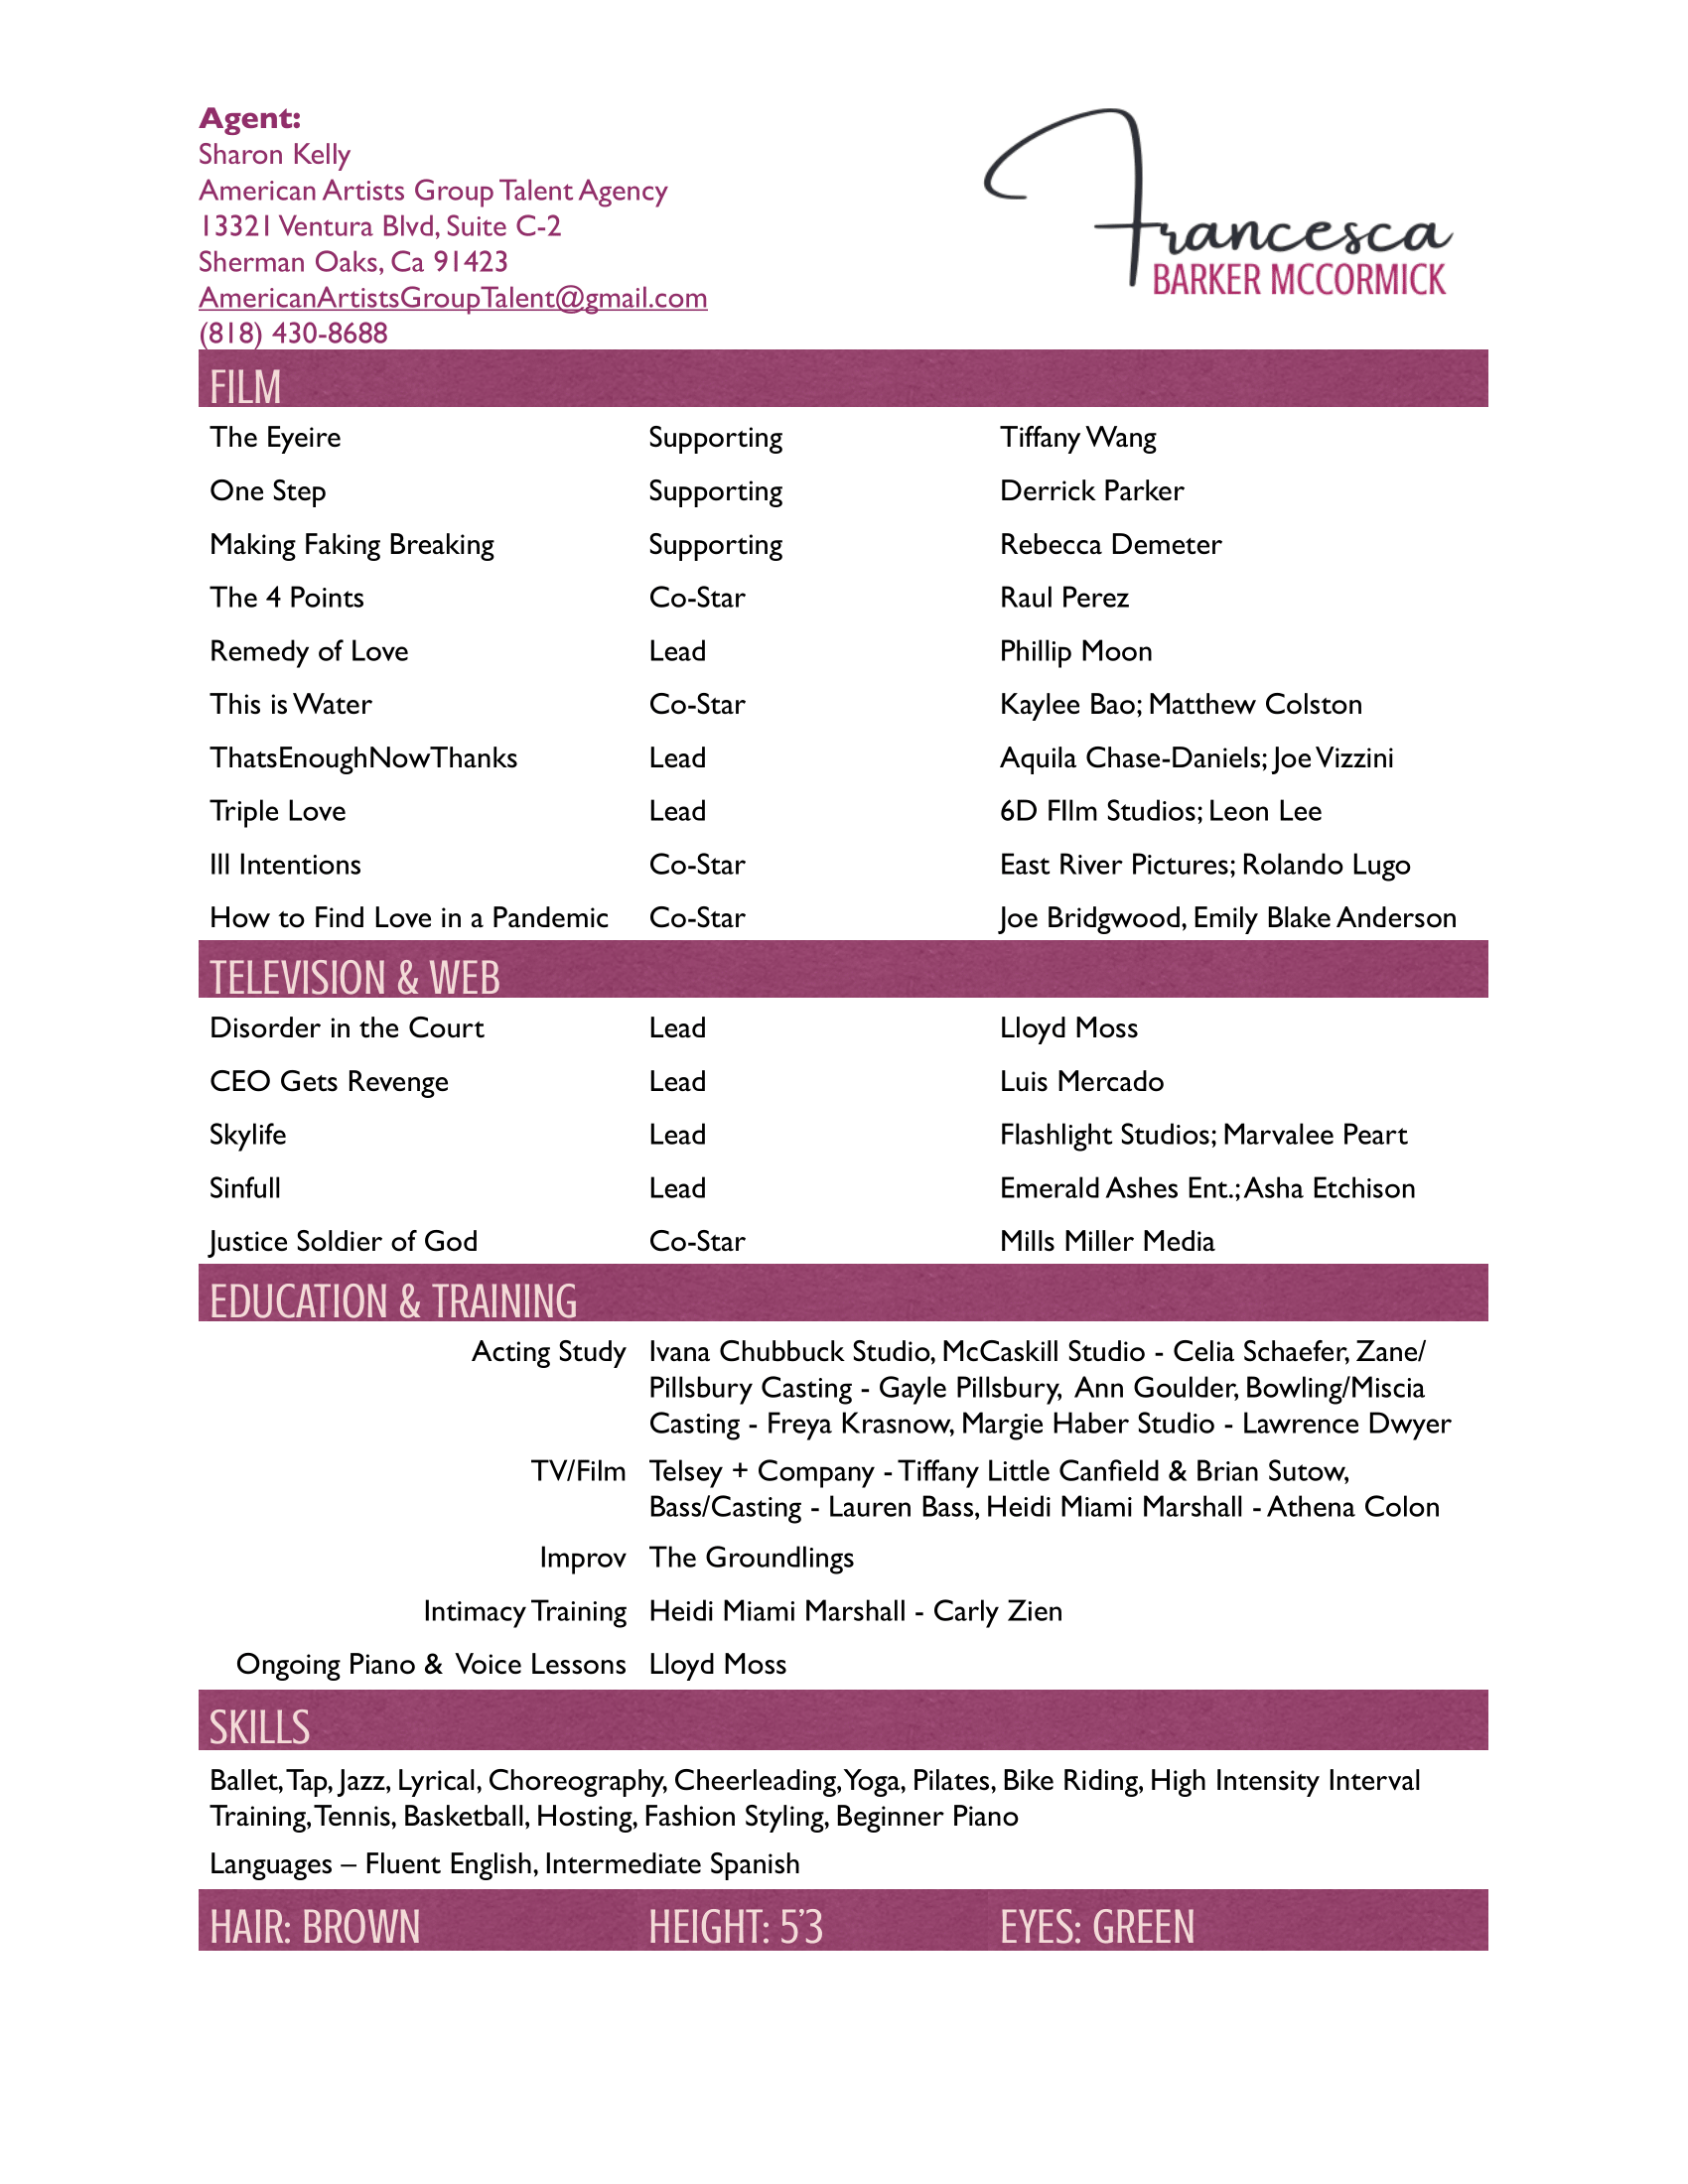 Agent:
Sharon Kelly
American Artists Group Talent Agency
13321 Ventura Blvd, Suite C-2
Sherman Oaks, Ca 91423
AmericanArtistsGroupTalent@gmail.com
(818) 430-8688
Francesca
BARKER MCCORMICK
FILM
The Eyeire Supporting Tiffany Wang
One Step Supporting Derrick Parker
Making Faking Breaking Supporting Rebecca Demeter
The 4 Points Co-Star Raul Perez
Remedy of Love Lead Phillip Moon
This is Water Co-Star Kaylee Bao; Matthew Colston
ThatsEnoughNowThanks Lead Aquila Chase-Daniels; Joe Vizzini
Triple Love Lead 6D FIlm Studios; Leon Lee
Ill Intentions Co-Star East River Pictures; Rolando Lugo
How to Find Love in a Pandemic Co-Star Joe Bridgwood, Emily Blake Anderson
TELEVISION & WEB
Disorder in the Court Lead Lloyd Moss
CEO Gets Revenge Lead Luis Mercado
Skylife Lead Flashlight Studios; Marvalee Peart
Sinfull Lead Emerald Ashes Ent.; Asha Etchison
Justice Soldier of God Co-Star Mills Miller Media
EDUCATION & TRAINING
Acting Study Ivana Chubbuck Studio, McCaskill Studio - Celia Schaefer, Zane/
Pillsbury Casting - Gayle Pillsbury, Ann Goulder, Bowling/Miscia
Casting - Freya Krasnow, Margie Haber Studio - Lawrence Dwyer
TV/Film Telsey + Company - Tiffany Little Canfield & Brian Sutow,
Bass/Casting - Lauren Bass, Heidi Miami Marshall - Athena Colon
Improv The Groundlings
Intimacy Training Heidi Miami Marshall - Carly Zien
Ongoing Piano & Voice Lessons Lloyd Moss
SKILLS
Ballet, Tap, Jazz, Lyrical, Choreography, Cheerleading, Yoga, Pilates, Bike Riding, High Intensity Interval
Training, Tennis, Basketball, Hosting, Fashion Styling, Beginner Piano
Languages – Fluent English, Intermediate Spanish
HAIR: BROWN HEIGHT: 5’3 EYES: GREEN